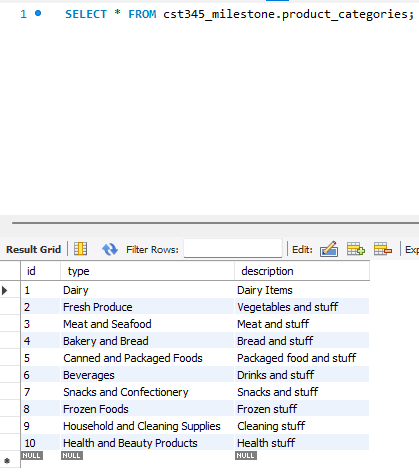 1 SELECT * FROM cst345_milestone.product_categories;
Result Grid Filter Rows: Edit: Exp
id type description
1 Dairy Dairy Items
2 Fresh Produce Vegetables and stuff
3 Meat and Seafood Meat and stuff
4 Bakery and Bread Bread and stuff
5 Canned and Packaged Foods Packaged food and stuff
6 Beverages Drinks and stuff
7 Snacks and Confectionery Snacks and stuff
8 Frozen Foods Frozen stuff
9 Household and Cleaning Supplies Cleaning stuff
10 Health and Beauty Products Health stuff
NULL NULL NULL